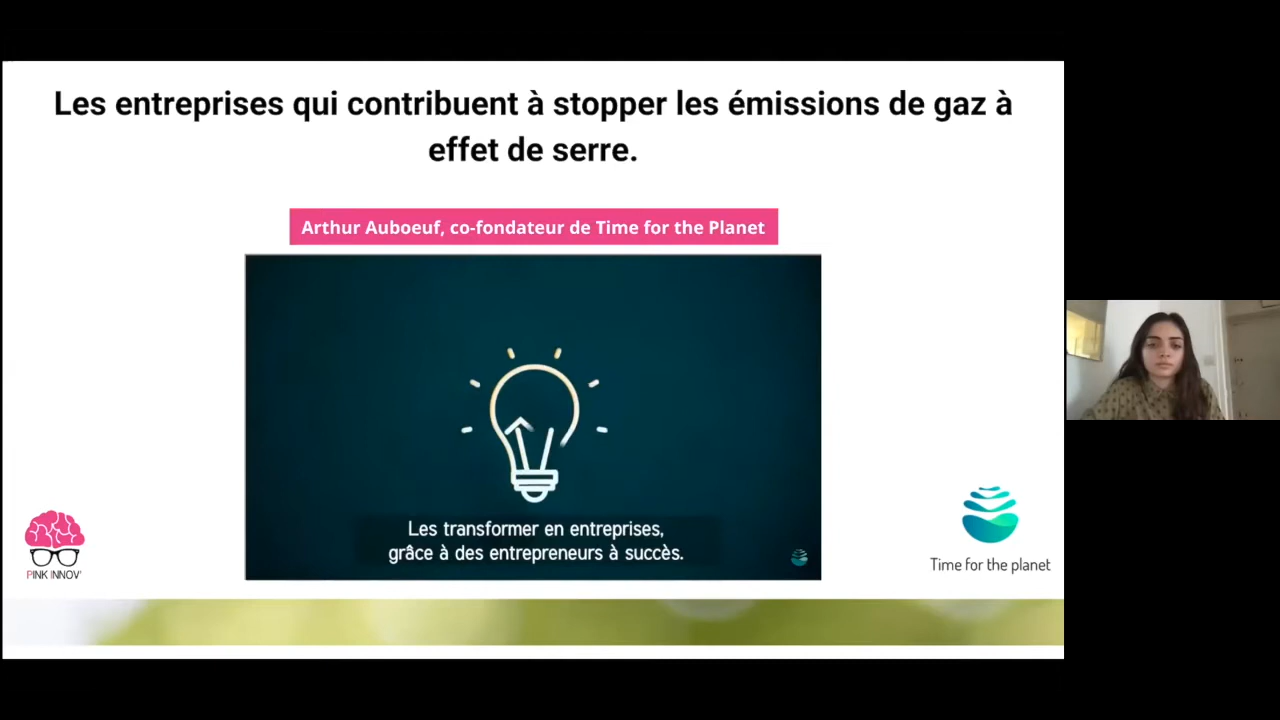 Les entreprises qui contribuent à stopper les émissions de gaz à
effet de serre.
Arthur Auboeuf, co-fondateur de Time for the Planet
Les transformer en entreprises,
grâce à des entrepreneurs à succès.
PINK INNOV'
Time for the planet